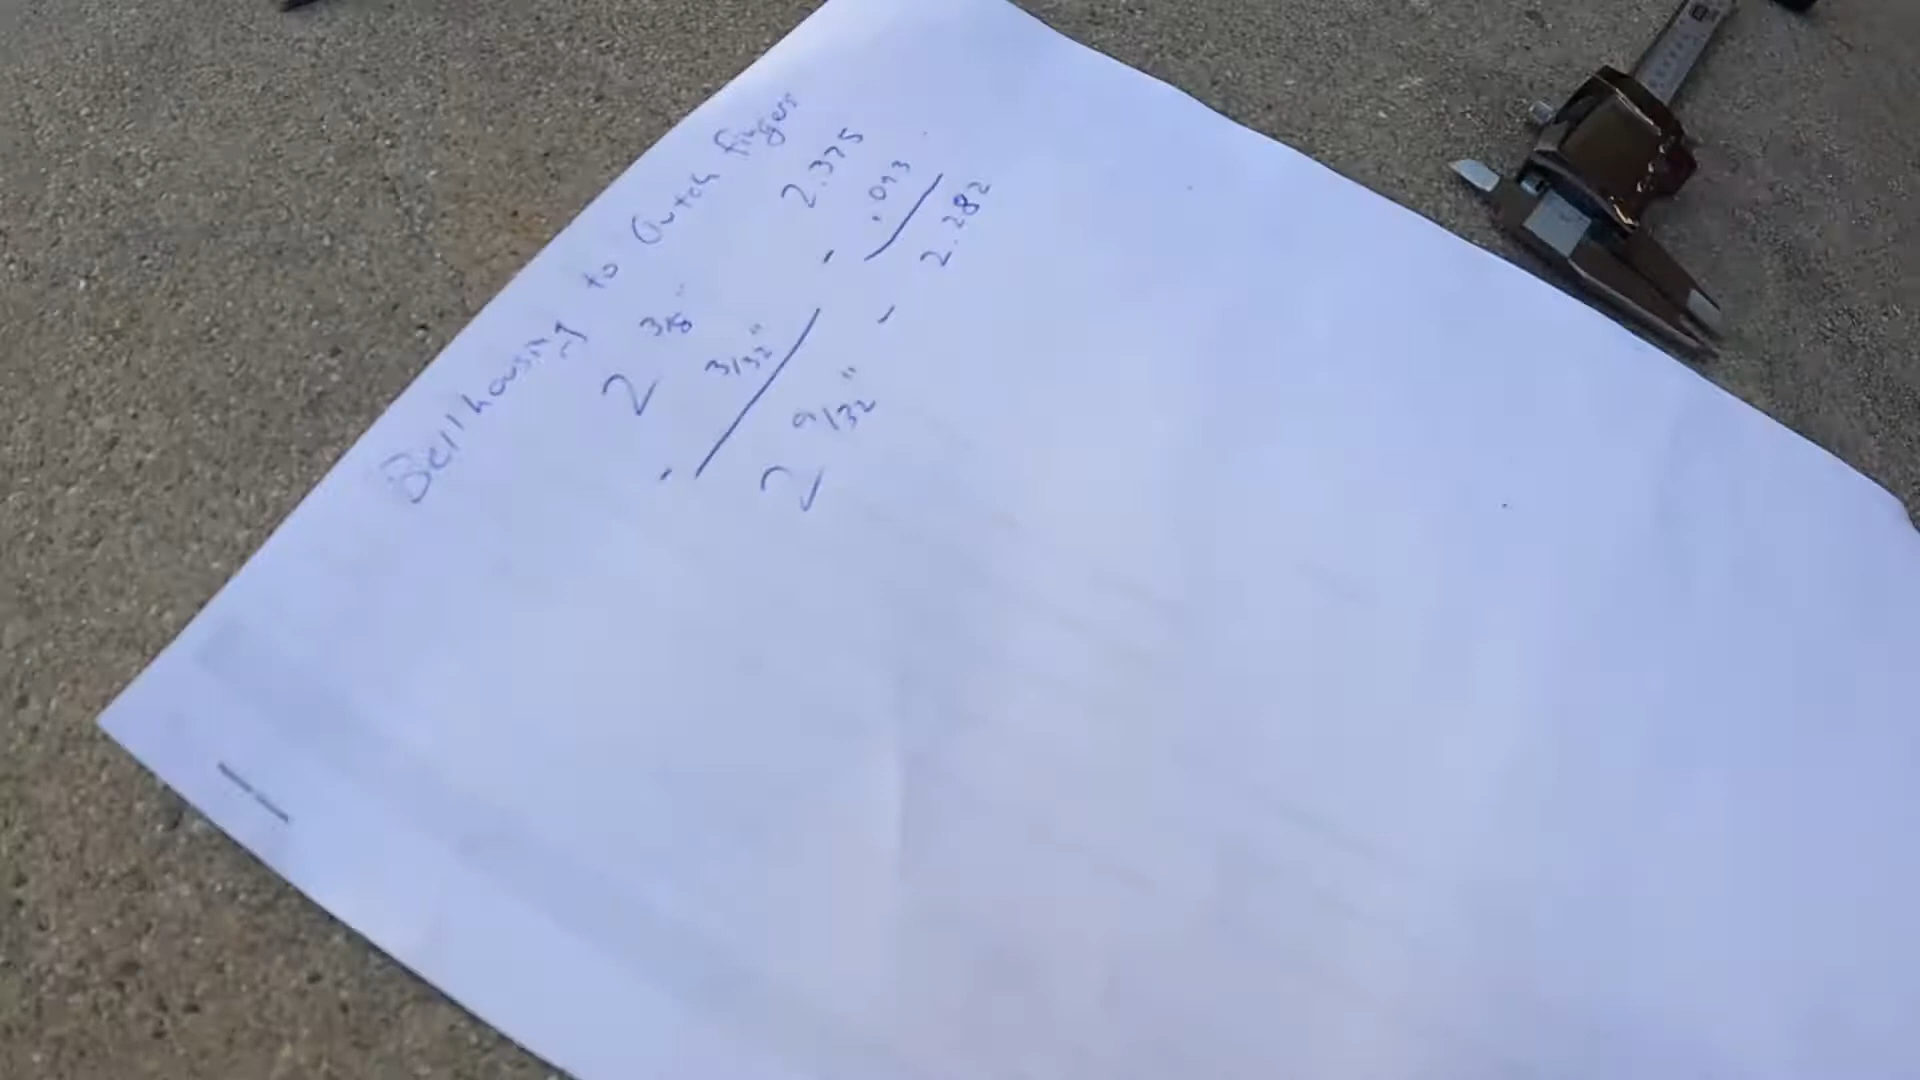 Bellhousing to Clutch fingers
2 3/8" - 2.375
- 3/32" - .093
2 9/32" - 2.282